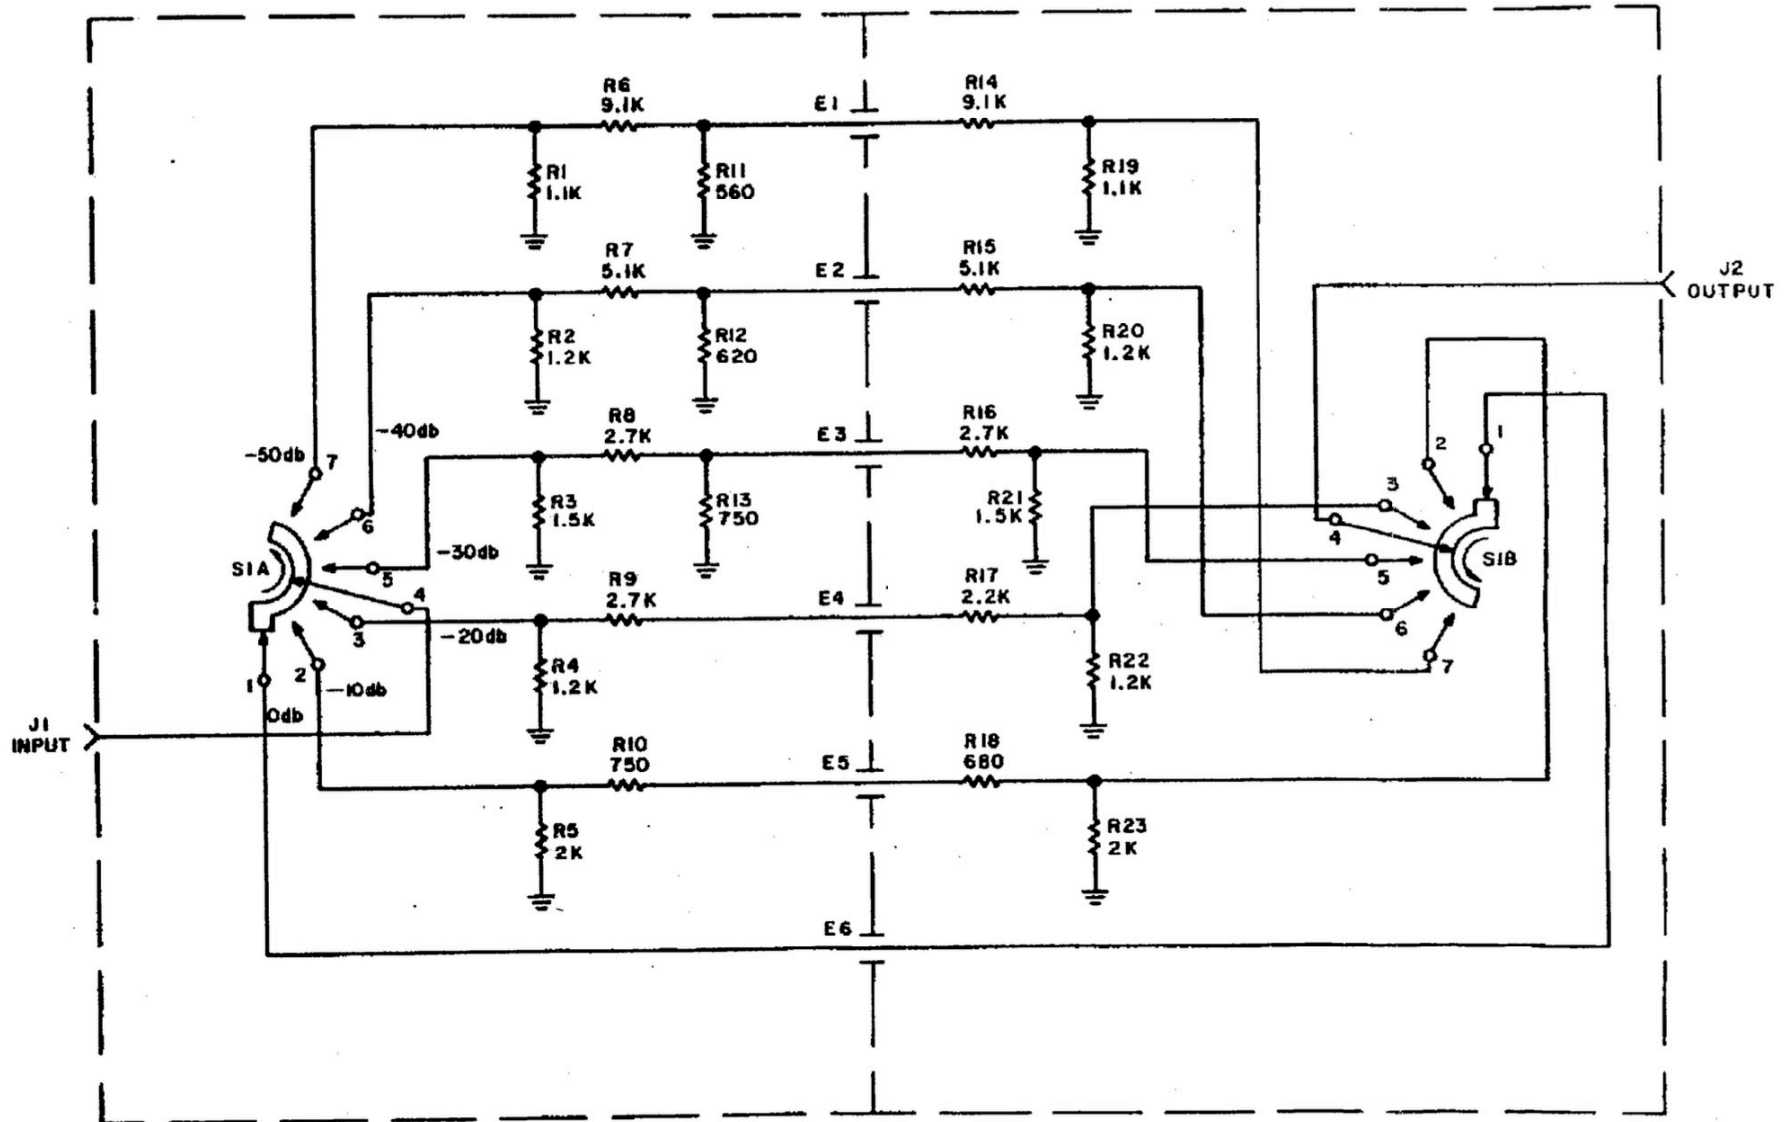 R6
9.1K
E1
R14
9.1K
R1
1.1K
R11
560
R19
1.1K
R7
5.1K
E2
R15
5.1K
J2
OUTPUT
R2
1.2K
R12
620
R20
1.2K
-40db
R8
2.7K
E3
R16
2.7K
-50db
7
2
1
R3
1.5K
R13
750
R21
1.5K
3
6
4
-30db
S1A
5
S1B
5
R9
2.7K
E4
R17
2.2K
4
3
-20db
6
7
R4
1.2K
R22
1.2K
1
2
-10db
0db
J1
INPUT
R10
750
E5
R18
680
R5
2K
R23
2K
E6